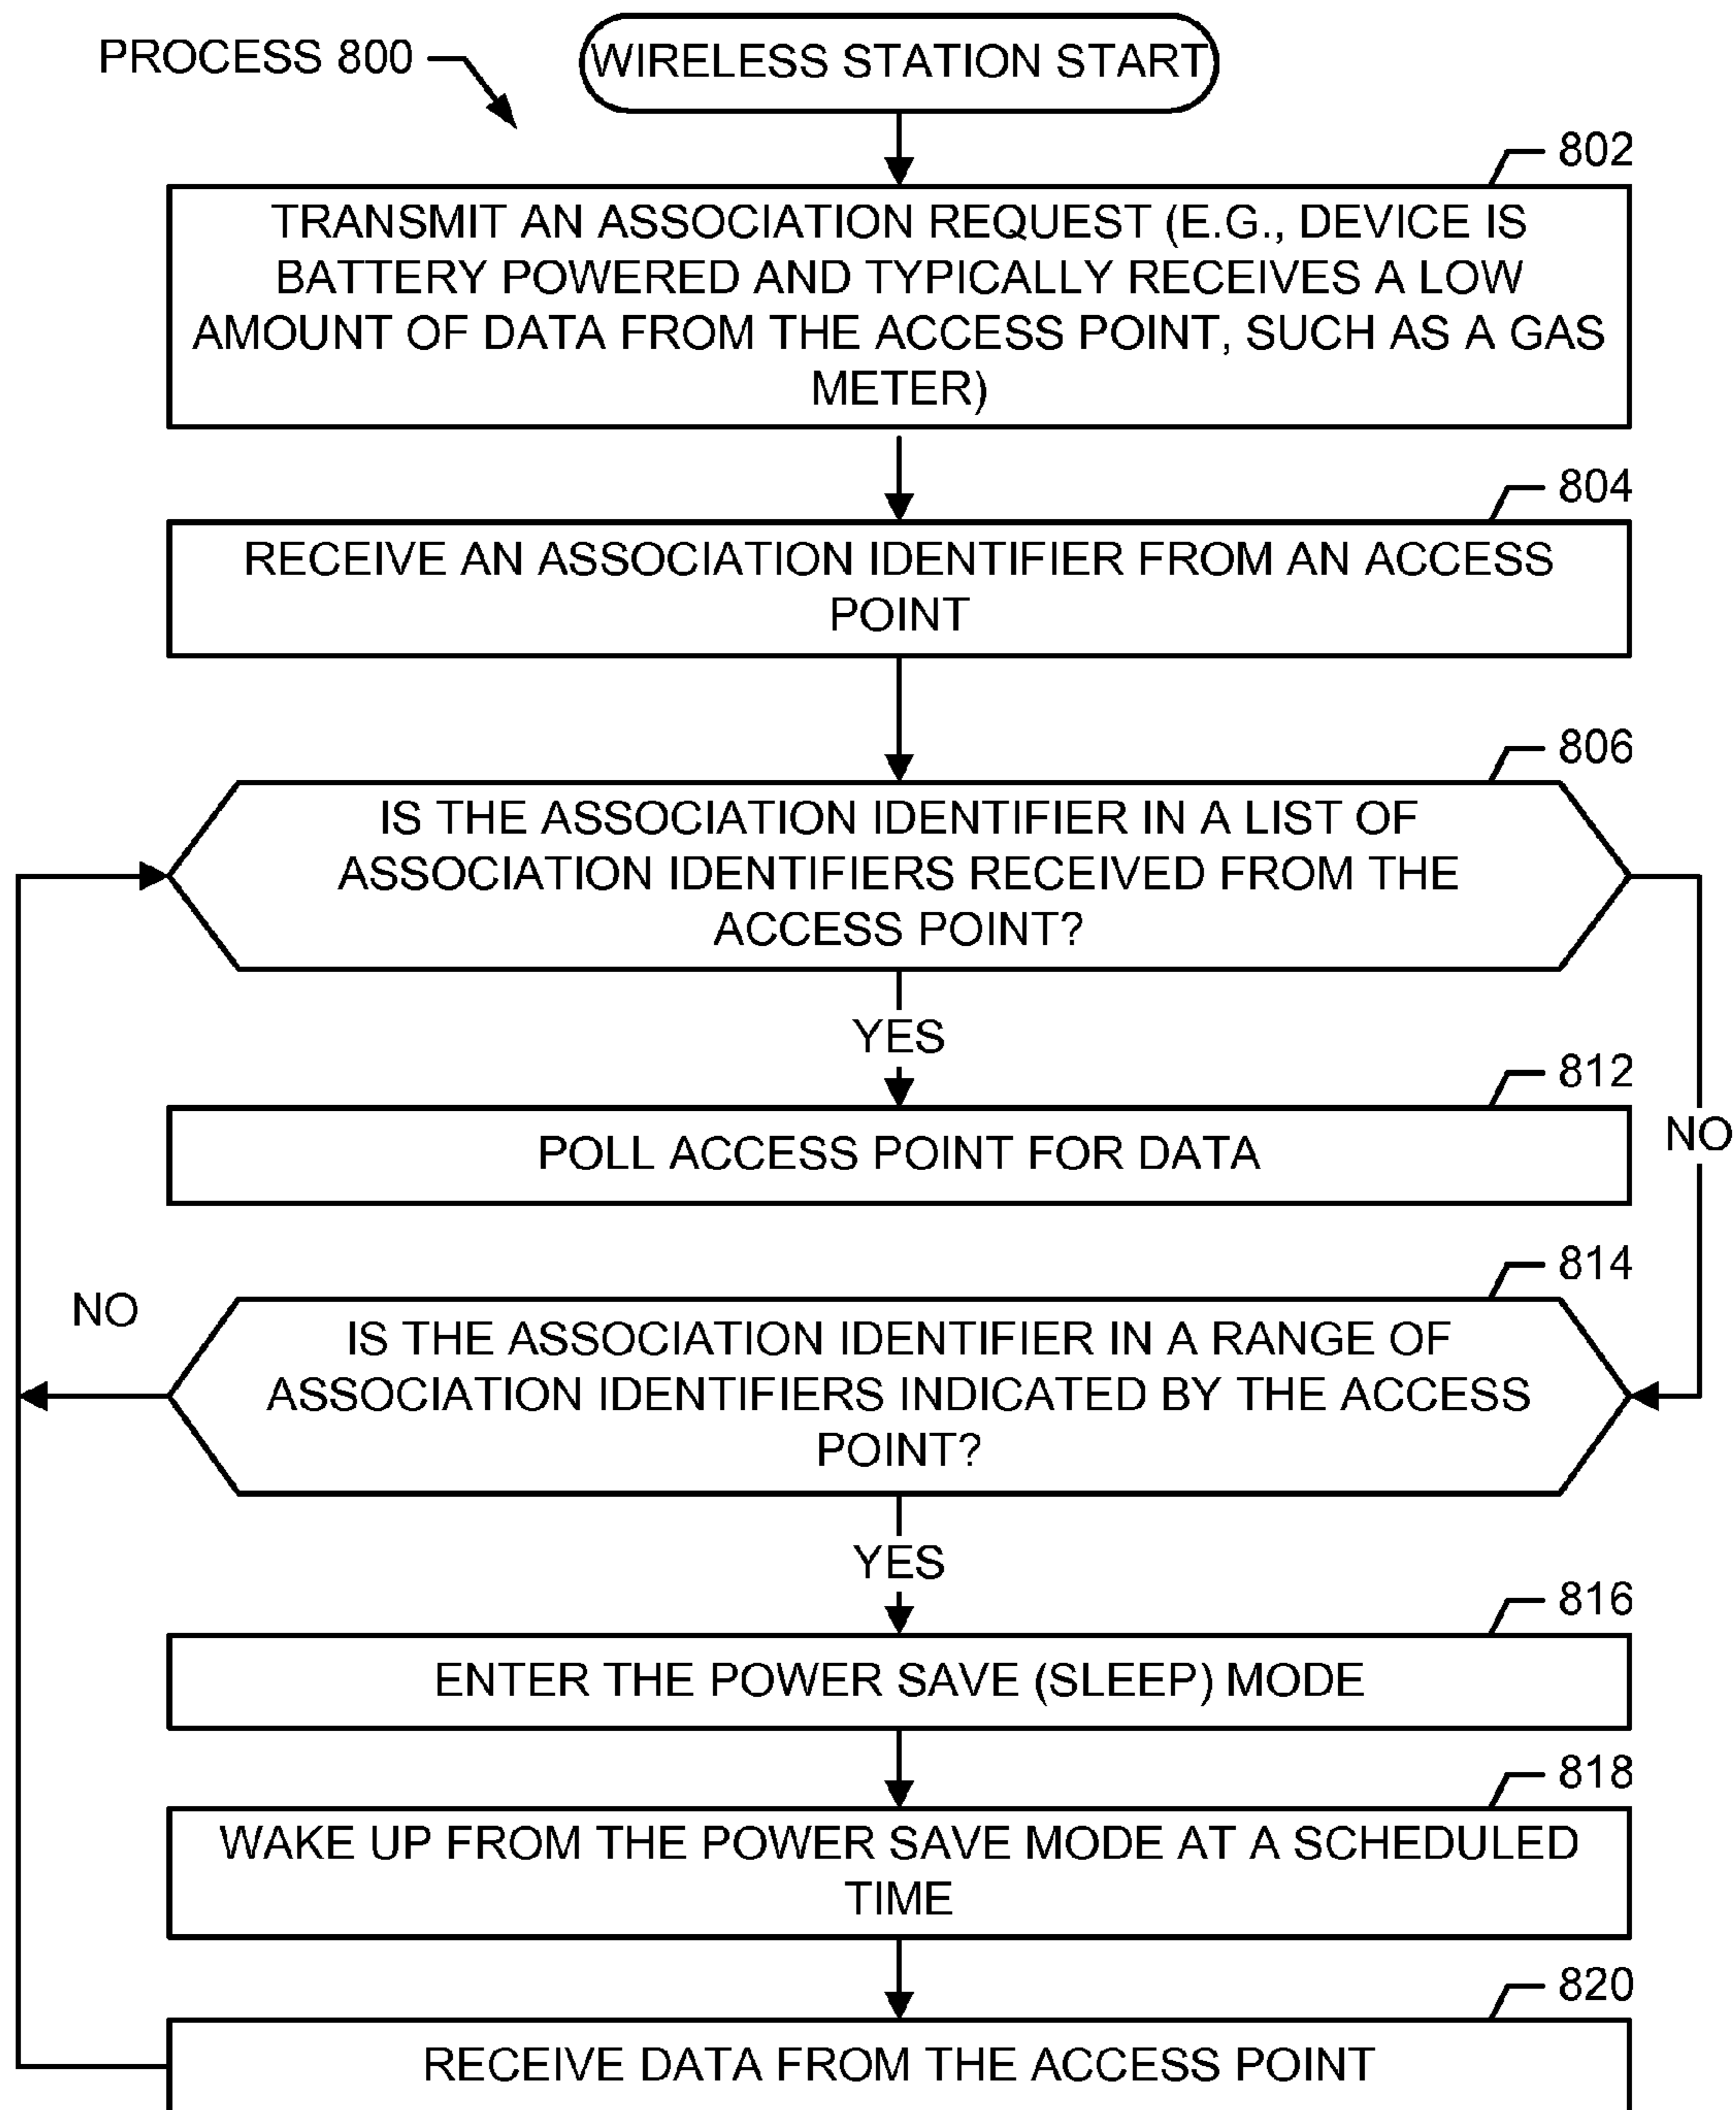 PROCESS 800
WIRELESS STATION START
802
TRANSMIT AN ASSOCIATION REQUEST (E.G., DEVICE IS
BATTERY POWERED AND TYPICALLY RECEIVES A LOW
AMOUNT OF DATA FROM THE ACCESS POINT, SUCH AS A GAS
METER)
804
RECEIVE AN ASSOCIATION IDENTIFIER FROM AN ACCESS
POINT
806
IS THE ASSOCIATION IDENTIFIER IN A LIST OF
ASSOCIATION IDENTIFIERS RECEIVED FROM THE
ACCESS POINT?
YES
812
NO
POLL ACCESS POINT FOR DATA
814
NO
IS THE ASSOCIATION IDENTIFIER IN A RANGE OF
ASSOCIATION IDENTIFIERS INDICATED BY THE ACCESS
POINT?
YES
816
ENTER THE POWER SAVE (SLEEP) MODE
818
WAKE UP FROM THE POWER SAVE MODE AT A SCHEDULED
TIME
820
RECEIVE DATA FROM THE ACCESS POINT